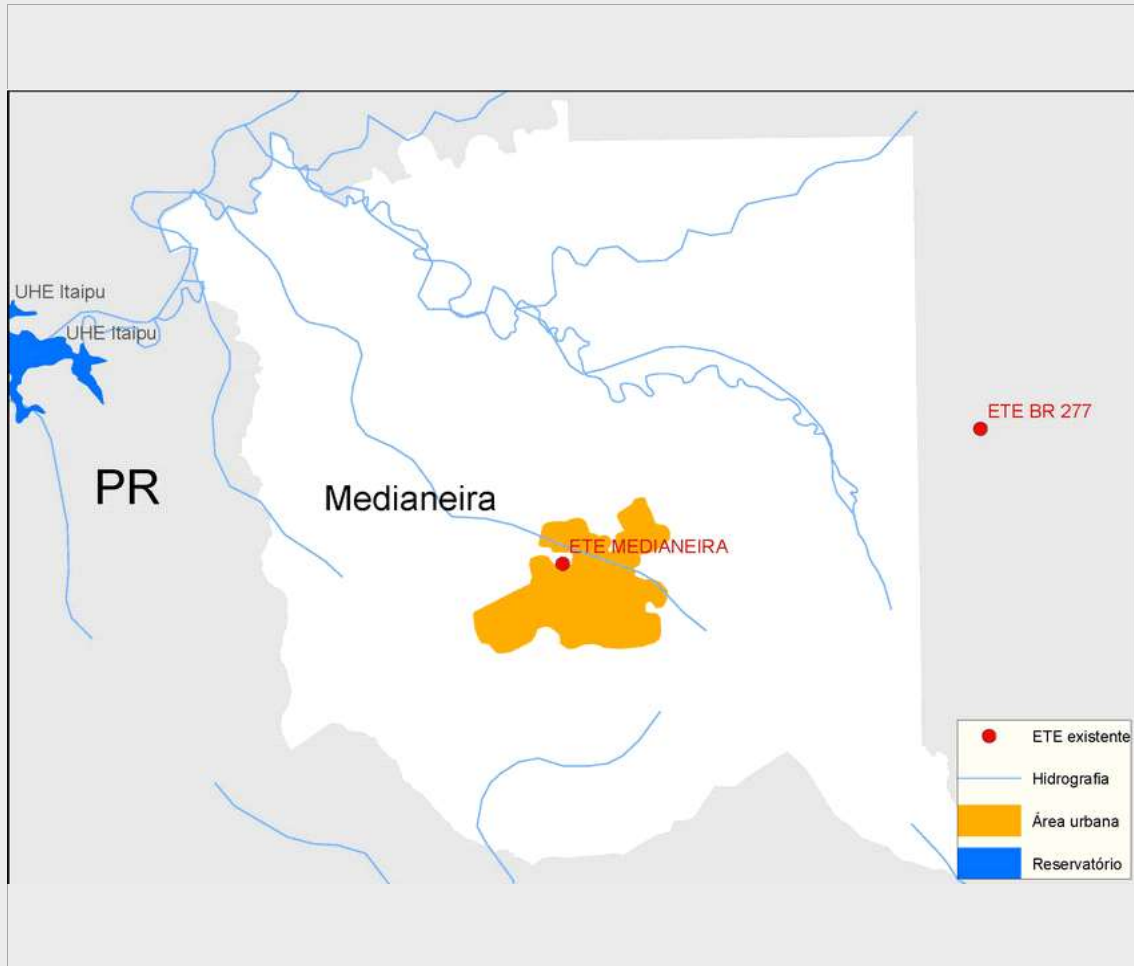 UHE Itaipu
UHE Itaipu
ETE BR 277
PR
Medianeira
ETE MEDIANEIRA
ETE existente
Hidrografia
Área urbana
Reservatório